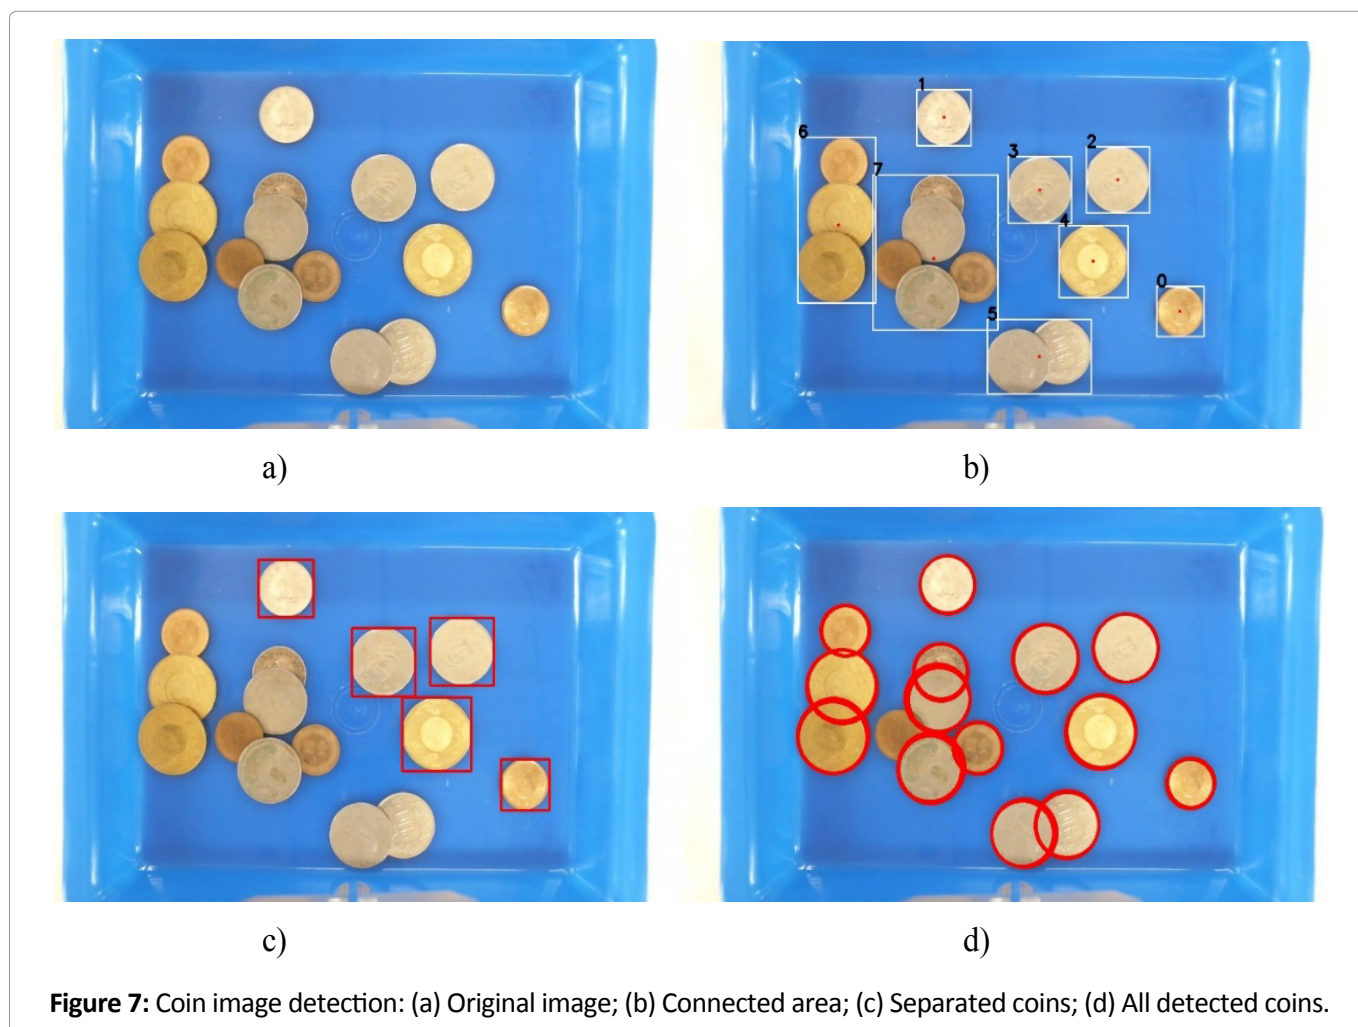 1
6
3
2
7
4
0
5
a)
b)
c)
d)
Figure 7: Coin image detection: (a) Original image; (b) Connected area; (c) Separated coins; (d) All detected coins.